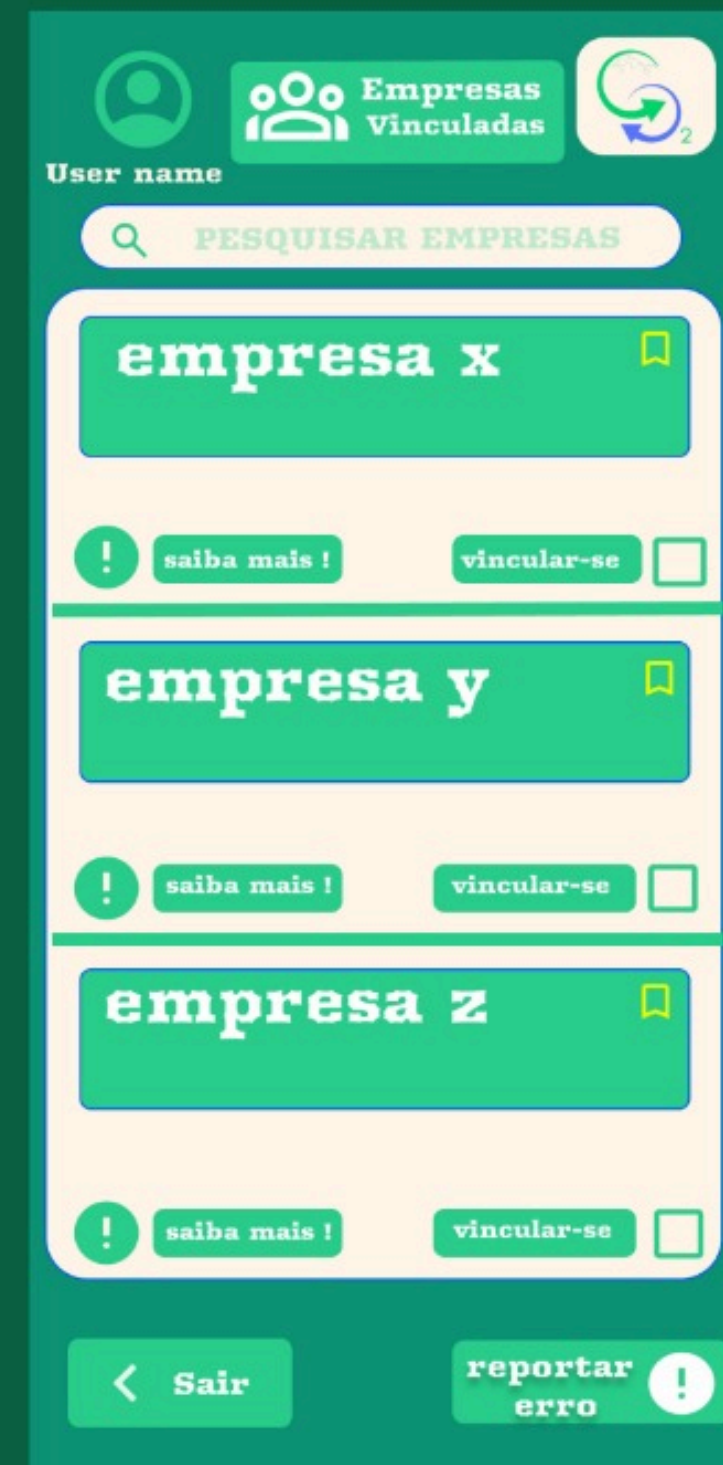 Empresas
Vinculadas
2
User name
PESQUISAR EMPRESAS
empresa x
! saiba mais ! vincular-se
empresa y
! saiba mais ! vincular-se
empresa z
! saiba mais ! vincular-se
Sair
reportar
erro !